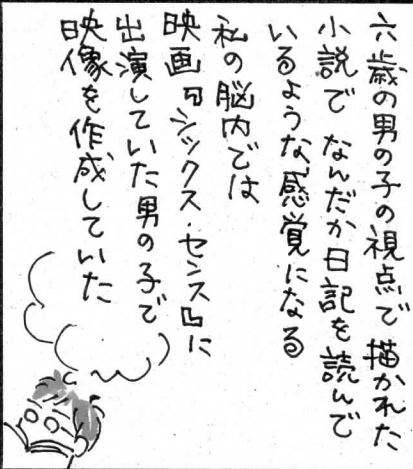 六歳の男の子の視点で描かれた
小説でなんだか日記を読んで
いるような感覚になる
私の脳内では
映画『シックス・センス』に
出演していた男の子で
映像を作成していた